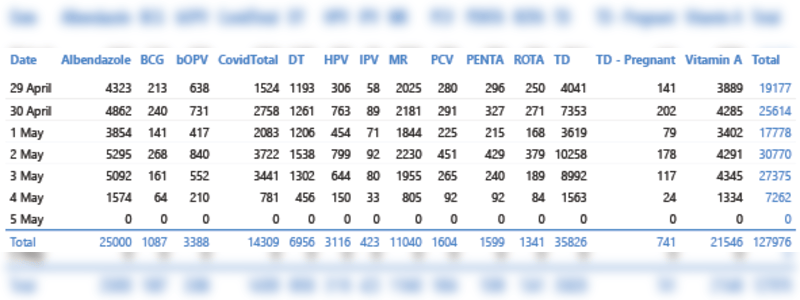 Date Albendazole BCG bOPV CovidTotal DT HPV IPV MR PCV PENTA ROTA TD TD - Pregnant Vitamin A Total
29 April 4323 213 638 1524 1193 306 58 2025 280 296 250 4041 141 3889 19177
30 April 4862 240 731 2758 1261 763 89 2181 291 327 271 7353 202 4285 25614
1 May 3854 141 417 2083 1206 454 71 1844 225 215 168 3619 79 3402 17778
2 May 5295 268 840 3722 1538 799 92 2230 451 429 379 10258 178 4291 30770
3 May 5092 161 552 3441 1302 644 80 1955 265 240 189 8992 117 4345 27375
4 May 1574 64 210 781 456 150 33 805 92 92 84 1563 24 1334 7262
5 May 0 0 0 0 0 0 0 0 0 0 0 0 0 0 0
Total 25000 1087 3388 14309 6956 3116 423 11040 1604 1599 1341 35826 741 21546 127976